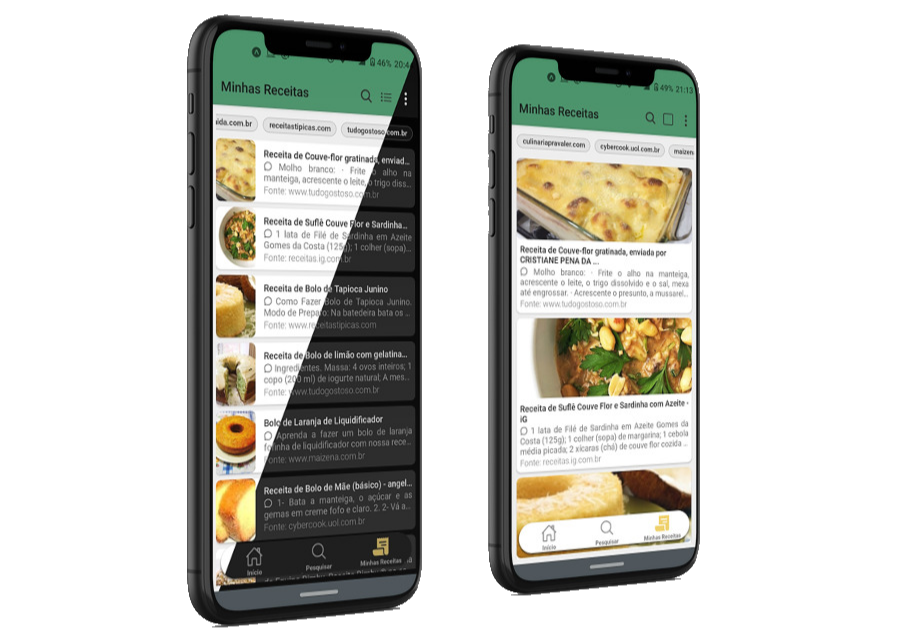 46% 20:4
Minhas Receitas
ida.com.br
receitastipicas.com
tudogostoso.com.br
Receita de Couve-flor gratinada, enviad...
Molho branco: · Frite o alho na
manteiga, acrescente o leite, o trigo diss...
Fonte: www.tudogostoso.com.br
Receita de Suflê Couve Flor e Sardinha...
1 lata de Filé de Sardinha em Azeite
Gomes da Costa (125g); 1 colher (sopa)...
Fonte: receitas.ig.com.br
Receita de Bolo de Tapioca Junino
Como Fazer Bolo de Tapioca Junino.
Modo de Preparo: Na batedeira bata os ...
Fonte: www.receitastipicas.com
Receita de Bolo de limão com gelatina...
Ingredientes. Massa: 4 ovos inteiros; 1
copo (200 ml) de iogurte natural; A mes...
Fonte: www.tudogostoso.com.br
Bolo de Laranja de Liquidificador
Aprenda a fazer um bolo de laranja
fofinha de liquidificador com nossa rece...
Fonte: www.maizena.com.br
Receita de Bolo de Mãe (básico) - angel...
1- Bata a manteiga, o açúcar e as
gemas em creme fofo e claro. 2. 2- Vá a...
Fonte: cybercook.uol.com.br
Início
Pesquisar
Minhas Receitas
49% 21:13
Minhas Receitas
culinariapravaler.com
cybercook.uol.com.br
maizen
Receita de Couve-flor gratinada, enviada por
CRISTIANE PENA DA ...
Molho branco: · Frite o alho na manteiga,
acrescente o leite, o trigo dissolvido e o sal, mexa
até engrossar. · Acrescente o presunto, a mussarel...
Fonte: www.tudogostoso.com.br
Receita de Suflê Couve Flor e Sardinha com Azeite -
iG
1 lata de Filé de Sardinha em Azeite Gomes da
Costa (125g); 1 colher (sopa) de margarina; 1 cebola
média picada; 2 xícaras (chá) de couve flor cozida ...
Fonte: receitas.ig.com.br
Início
Pesquisar
Minhas Receitas